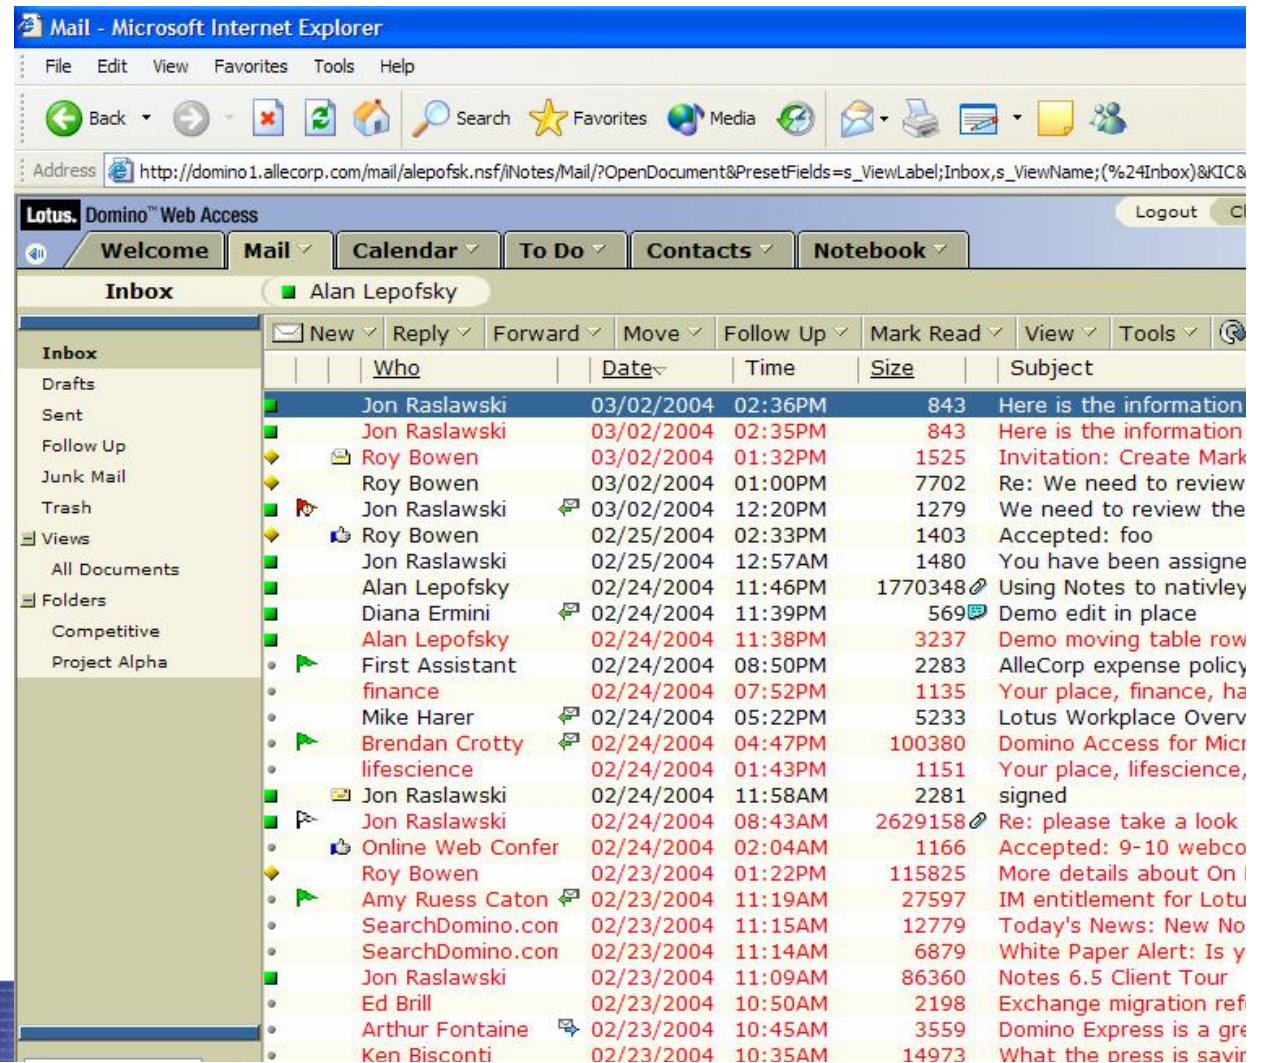 Mail - Microsoft Internet Explorer
File Edit View Favorites Tools Help
Back Search Favorites Media
Address http://domino1.allecorp.com/mail/alepofsk.nsf/iNotes/Mail/?OpenDocument&PresetFields=s_ViewLabel;Inbox,s_ViewName;(%24Inbox)&KIC&
Lotus. Domino™ Web Access Logout
Welcome Mail Calendar To Do Contacts Notebook
Inbox Alan Lepofsky
New Reply Forward Move Follow Up Mark Read View Tools
Inbox
Drafts
Sent
Follow Up
Junk Mail
Trash
Views
All Documents
Folders
Competitive
Project Alpha
Who Date Time Size Subject
Jon Raslawski 03/02/2004 02:36PM 843 Here is the information
Jon Raslawski 03/02/2004 02:35PM 843 Here is the information
Roy Bowen 03/02/2004 01:32PM 1525 Invitation: Create Mark
Roy Bowen 03/02/2004 01:00PM 7702 Re: We need to review
Jon Raslawski 03/02/2004 12:20PM 1279 We need to review the
Roy Bowen 02/25/2004 02:33PM 1403 Accepted: foo
Jon Raslawski 02/25/2004 12:57AM 1480 You have been assigne
Alan Lepofsky 02/24/2004 11:46PM 1770348 Using Notes to nativley
Diana Ermini 02/24/2004 11:39PM 569 Demo edit in place
Alan Lepofsky 02/24/2004 11:38PM 3237 Demo moving table row
First Assistant 02/24/2004 08:50PM 2283 AlleCorp expense policy
finance 02/24/2004 07:52PM 1135 Your place, finance, ha
Mike Harer 02/24/2004 05:22PM 5233 Lotus Workplace Overv
Brendan Crotty 02/24/2004 04:47PM 100380 Domino Access for Micr
lifescience 02/24/2004 01:43PM 1151 Your place, lifescience,
Jon Raslawski 02/24/2004 11:58AM 2281 signed
Jon Raslawski 02/24/2004 08:43AM 2629158 Re: please take a look
Online Web Confer 02/24/2004 02:04AM 1166 Accepted: 9-10 webco
Roy Bowen 02/23/2004 01:22PM 115825 More details about On
Amy Ruess Caton 02/23/2004 11:19AM 27597 IM entitlement for Lotu
SearchDomino.com 02/23/2004 11:15AM 12779 Today's News: New No
SearchDomino.com 02/23/2004 11:14AM 6879 White Paper Alert: Is y
Jon Raslawski 02/23/2004 11:09AM 86360 Notes 6.5 Client Tour
Ed Brill 02/23/2004 10:50AM 2198 Exchange migration ref
Arthur Fontaine 02/23/2004 10:45AM 3559 Domino Express is a gre
Ken Bisconti 02/23/2004 10:35AM 14973 What the press is sayin